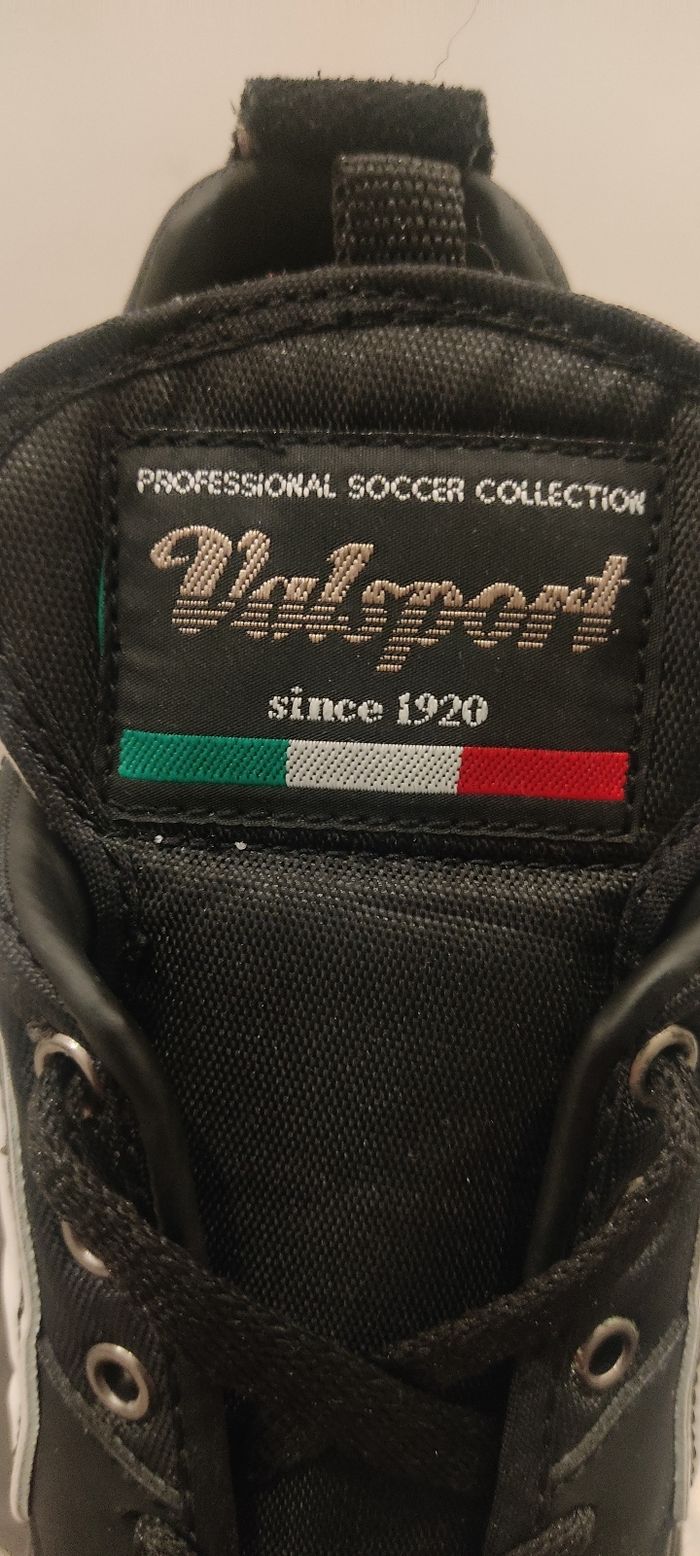 PROFESSIONAL SOCCER COLLECTION
Valsport
since 1920